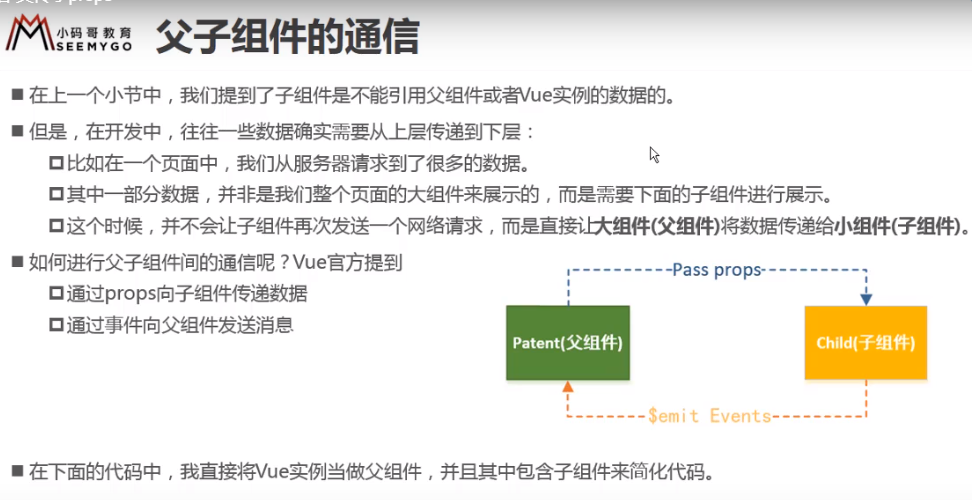 小码哥教育
SEEMYGO
父子组件的通信
在上一个小节中，我们提到了子组件是不能引用父组件或者Vue实例的数据的。
但是，在开发中，往往一些数据确实需要从上层传递到下层：
比如在一个页面中，我们从服务器请求到了很多的数据。
其中一部分数据，并非是我们整个页面的大组件来展示的，而是需要下面的子组件进行展示。
这个时候，并不会让子组件再次发送一个网络请求，而是直接让大组件(父组件)将数据传递给小组件(子组件)。
如何进行父子组件间的通信呢？Vue官方提到
通过props向子组件传递数据
通过事件向父组件发送消息
Pass props
Patent(父组件)
Child(子组件)
$emit Events
在下面的代码中，我直接将Vue实例当做父组件，并且其中包含子组件来简化代码。